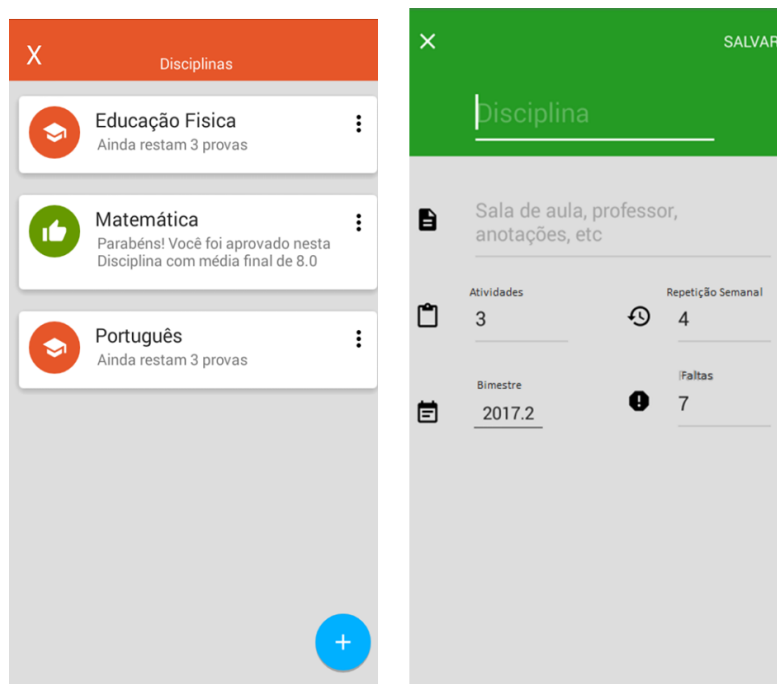 X
Disciplinas
Educação Fisica
Ainda restam 3 provas
Matemática
Parabéns! Você foi aprovado nesta
Disciplina com média final de 8.0
Português
Ainda restam 3 provas
+
SALVAR
Disciplina
Sala de aula, professor,
anotações, etc
Atividades
3
Repetição Semanal
4
Bimestre
2017.2
Faltas
7